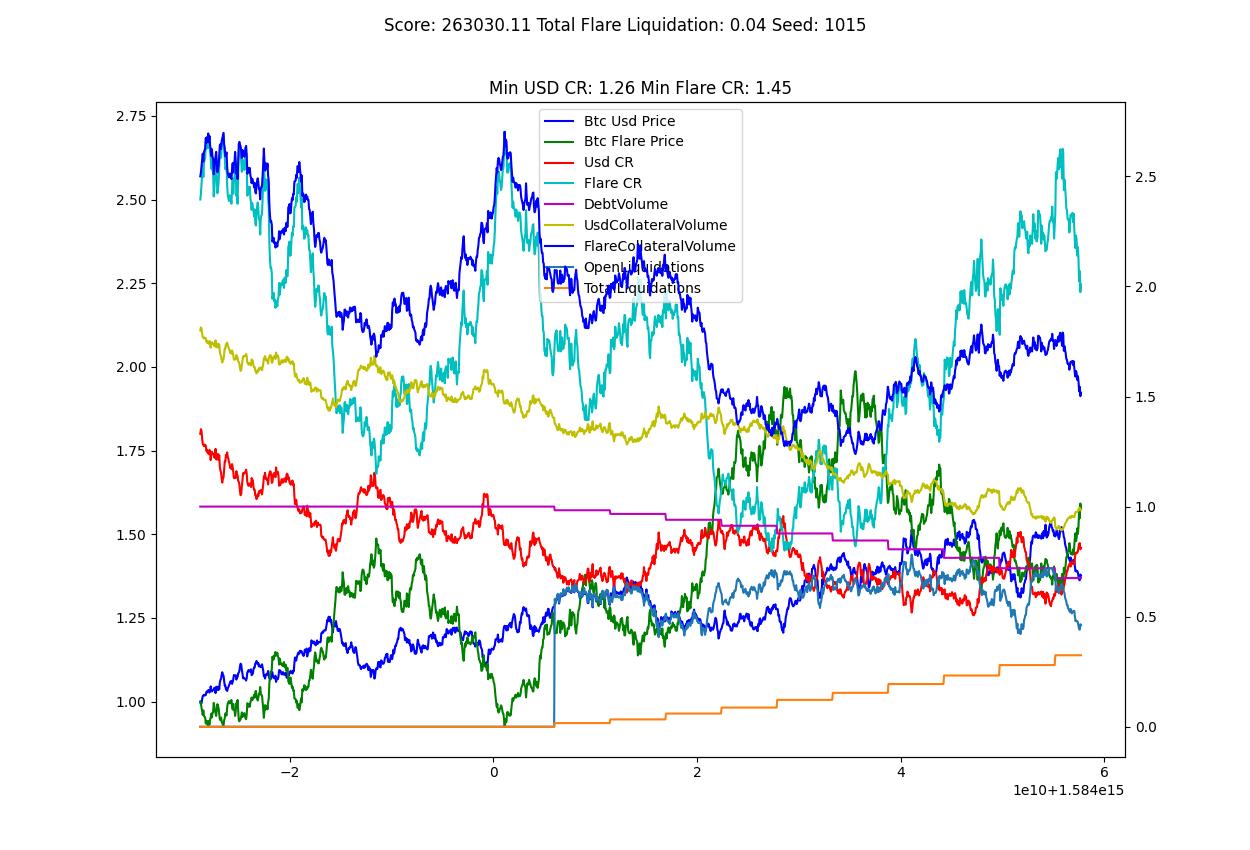 Score: 263030.11 Total Flare Liquidation: 0.04 Seed: 1015
Min USD CR: 1.26 Min Flare CR: 1.45
2.75
2.50
2.25
2.00
1.75
1.50
1.25
1.00
Btc Usd Price
Btc Flare Price
Usd CR
Flare CR
DebtVolume
UsdCollateralVolume
FlareCollateralVolume
OpenLiquidations
TotalLiquidations
2.5
2.0
1.5
1.0
0.5
0.0
−2
0
2
4
6
1e10+1.584e15